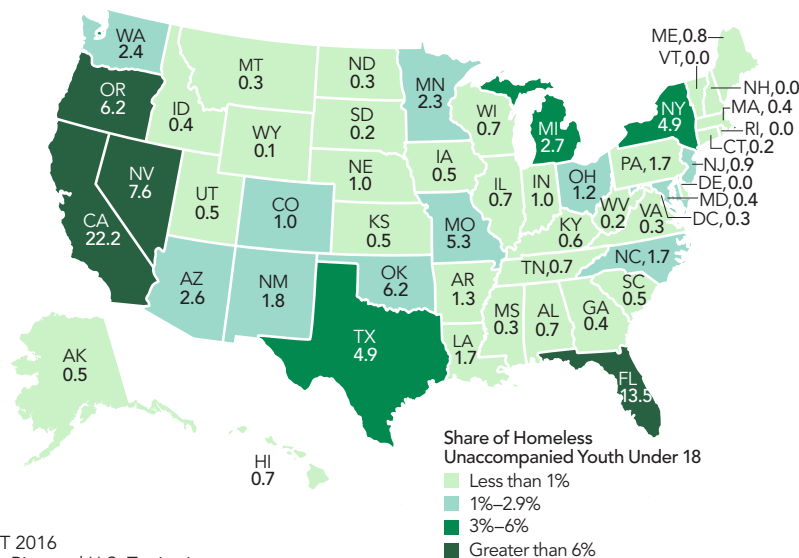 WA
2.4
OR
6.2
CA
22.2
NV
7.6
ID
0.4
MT
0.3
WY
0.1
UT
0.5
AZ
2.6
CO
1.0
NM
1.8
ND
0.3
SD
0.2
NE
1.0
KS
0.5
OK
6.2
TX
4.9
MN
2.3
IA
0.5
MO
5.3
AR
1.3
LA
1.7
WI
0.7
IL
0.7
MI
2.7
IN
1.0
OH
1.2
KY
0.6
TN,0.7
MS
0.3
AL
0.7
GA
0.4
FL
13.5
SC
0.5
NC,1.7
WV
0.2
VA
0.3
PA,1.7
NY
4.9
ME,0.8
VT,0.0
NH,0.0
MA, 0.4
RI, 0.0
CT,0.2
NJ,0.9
DE,0.0
MD,0.4
DC, 0.3
AK
0.5
HI
0.7
Share of Homeless
Unaccompanied Youth Under 18
Less than 1%
1%–2.9%
3%–6%
Greater than 6%
T 2016